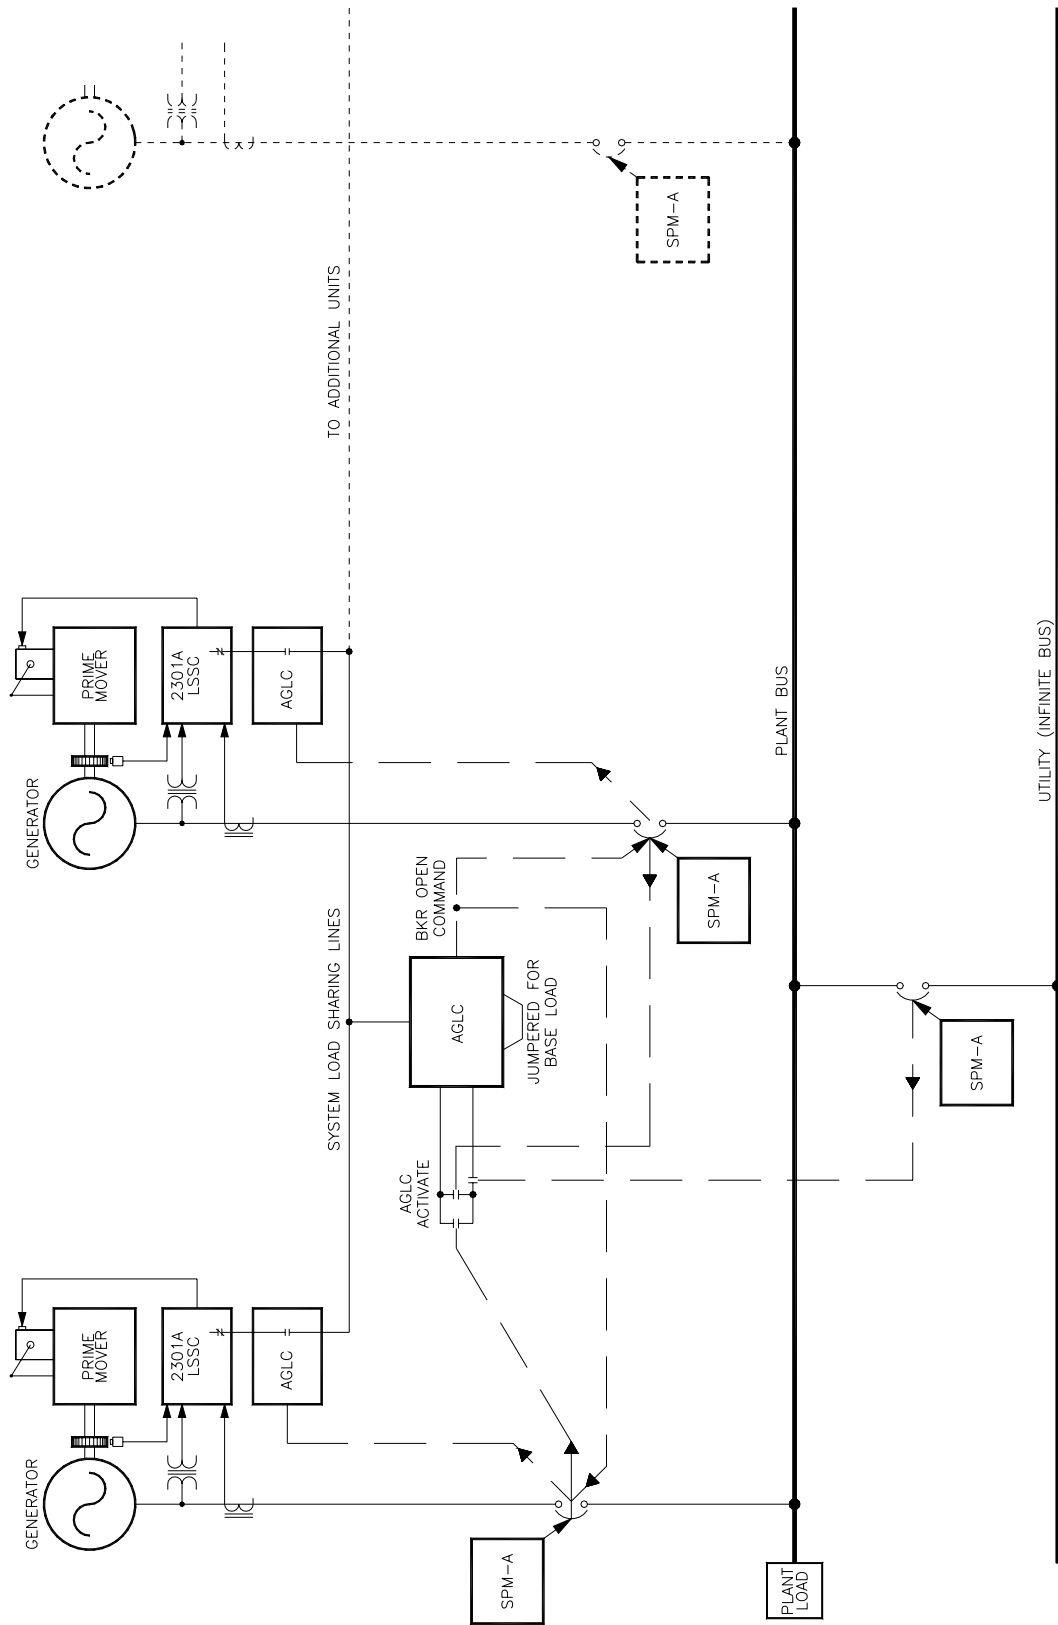 GENERATOR
PRIME
MOVER
2301A
LSSC
AGLC
SPM-A
GENERATOR
PRIME
MOVER
2301A
LSSC
AGLC
SPM-A
SYSTEM LOAD SHARING LINES
TO ADDITIONAL UNITS
AGLC
ACTIVATE
AGLC
BKR OPEN
COMMAND
JUMPERED FOR
BASE LOAD
SPM-A
PLANT
LOAD
PLANT BUS
SPM-A
UTILITY (INFINITE BUS)